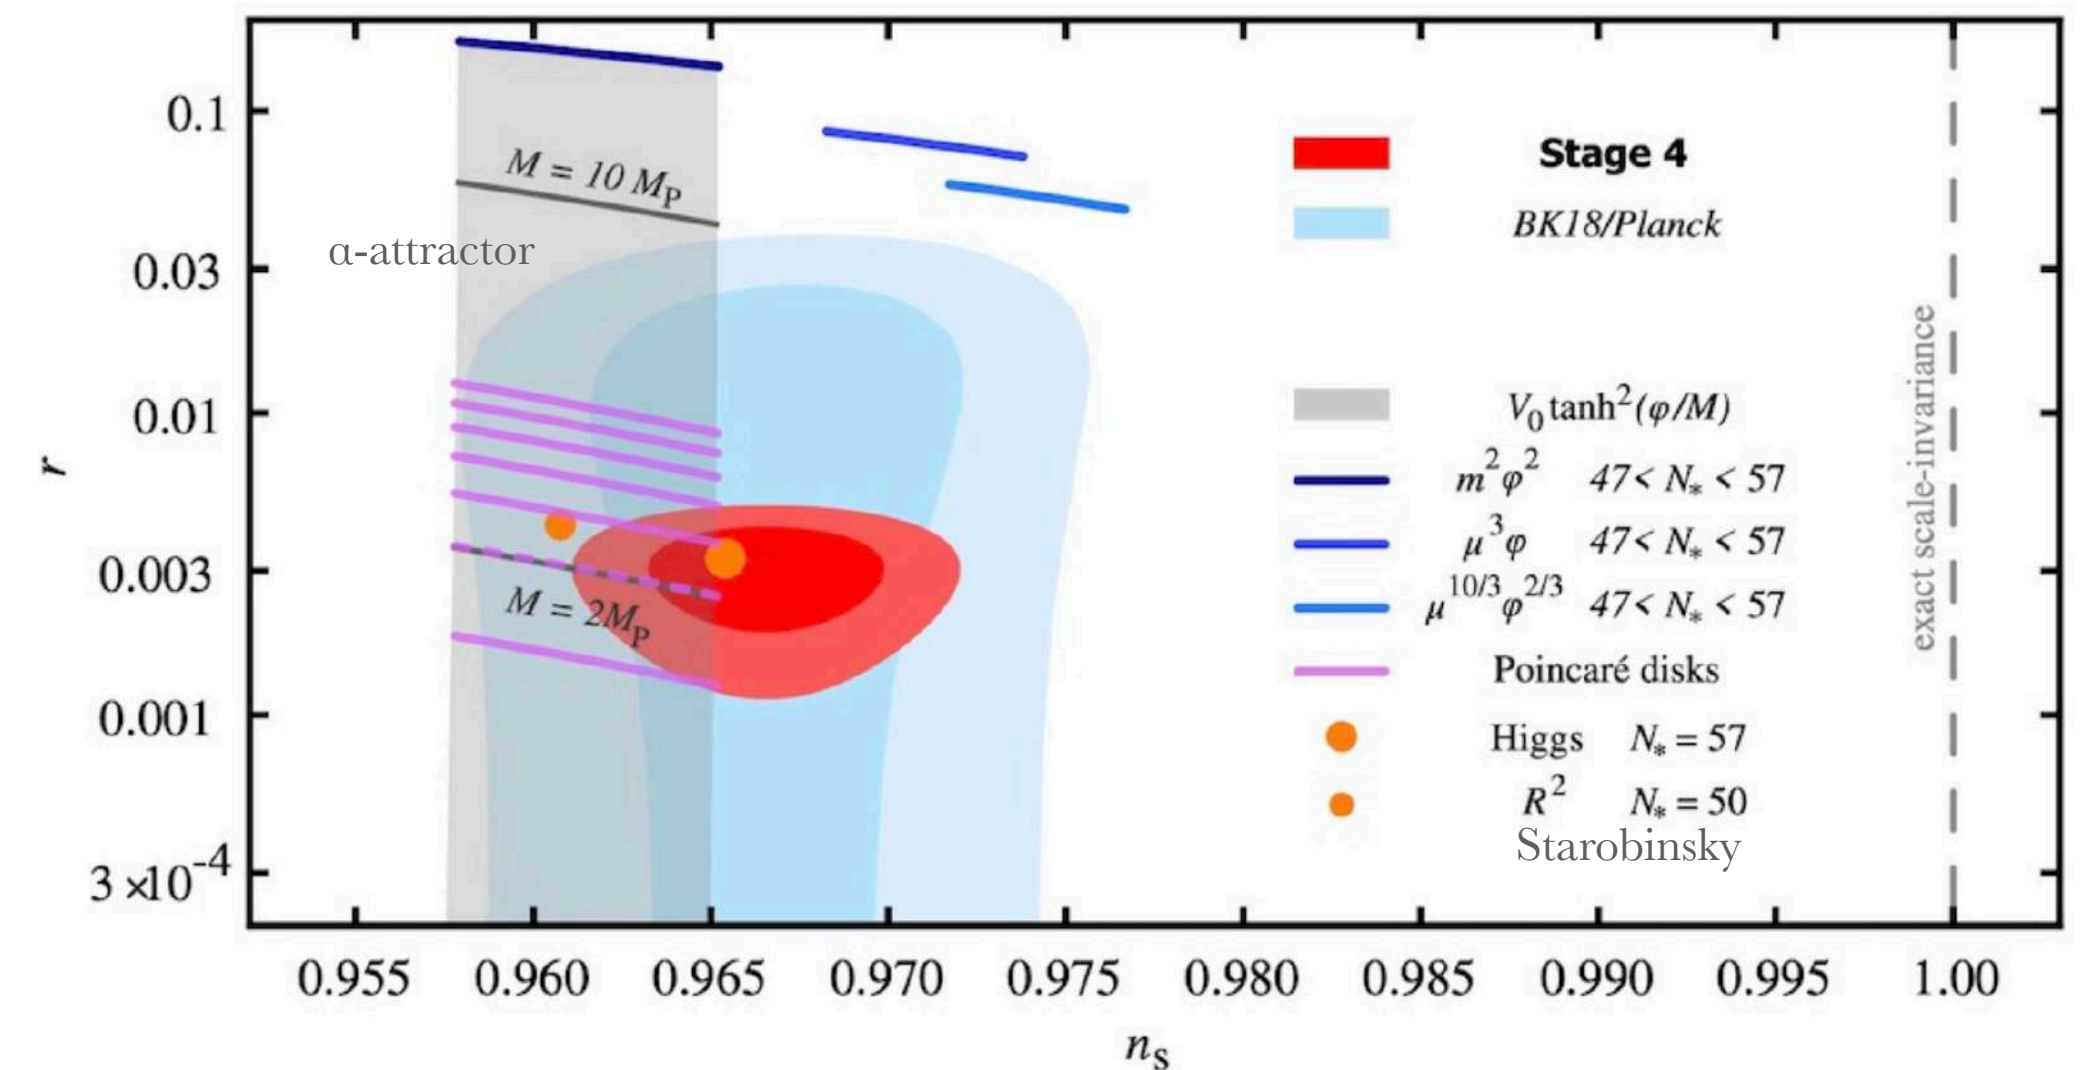 0.1
0.03
0.01
0.003
0.001
3 ×10⁻⁴
r
M = 10 M_P
α-attractor
M = 2M_P
Stage 4
BK18/Planck
V₀ tanh²(φ/M)
m²φ² 47< N* < 57
μ³φ 47< N* < 57
μ^10/3 φ^2/3 47< N* < 57
Poincaré disks
Higgs N* = 57
R² N* = 50
Starobinsky
exact scale-invariance
0.955 0.960 0.965 0.970 0.975 0.980 0.985 0.990 0.995 1.00
n_s